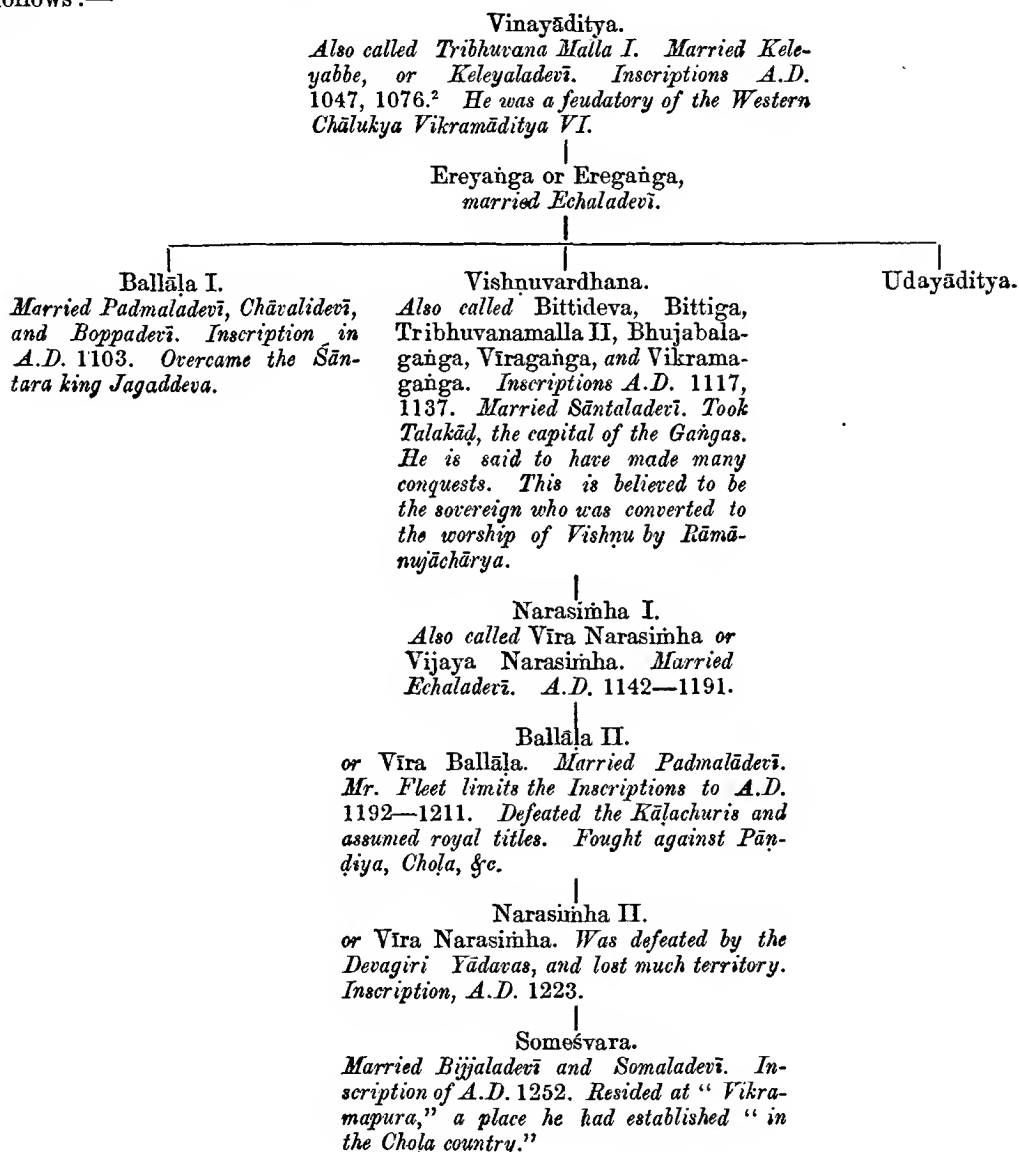 ollows:—
Vinayāditya.
Also called Tribhuvana Malla I. Married Kele-
yabbe, or Keleyaladevī. Inscriptions A.D.
1047, 1076.² He was a feudatory of the Western
Chālukya Vikramāditya VI.
Ereyaṅga or Eregaṅga,
married Echaladevī.
Ballāḷa I.
Married Padmaladevī, Chāvalidevī,
and Boppadevī. Inscription in
A.D. 1103. Overcame the Śān-
tara king Jagaddeva.
Vishṇuvardhana.
Also called Bittideva, Bittiga,
Tribhuvanamalla II, Bhujabala-
gaṅga, Vīragaṅga, and Vikrama-
gaṅga. Inscriptions A.D. 1117,
1137. Married Sāntaladevī. Took
Talakāḍ, the capital of the Gaṅgas.
He is said to have made many
conquests. This is believed to be
the sovereign who was converted to
the worship of Vishṇu by Rāmā-
nujāchārya.
Udayāditya.
Narasiṁha I.
Also called Vīra Narasiṁha or
Vijaya Narasiṁha. Married
Echaladevī. A.D. 1142—1191.
Ballāḷa II.
or Vīra Ballāḷa. Married Padmalādevī.
Mr. Fleet limits the Inscriptions to A.D.
1192—1211. Defeated the Kāḷachuris and
assumed royal titles. Fought against Pāṇ-
ḍiya, Choḷa, &c.
Narasiṁha II.
or Vīra Narasiṁha. Was defeated by the
Devagiri Yādavas, and lost much territory.
Inscription, A.D. 1223.
Someśvara.
Married Bijjaladevī and Somaladevī. In-
scription of A.D. 1252. Resided at “ Vikra-
mapura,” a place he had established “ in
the Chola country.”